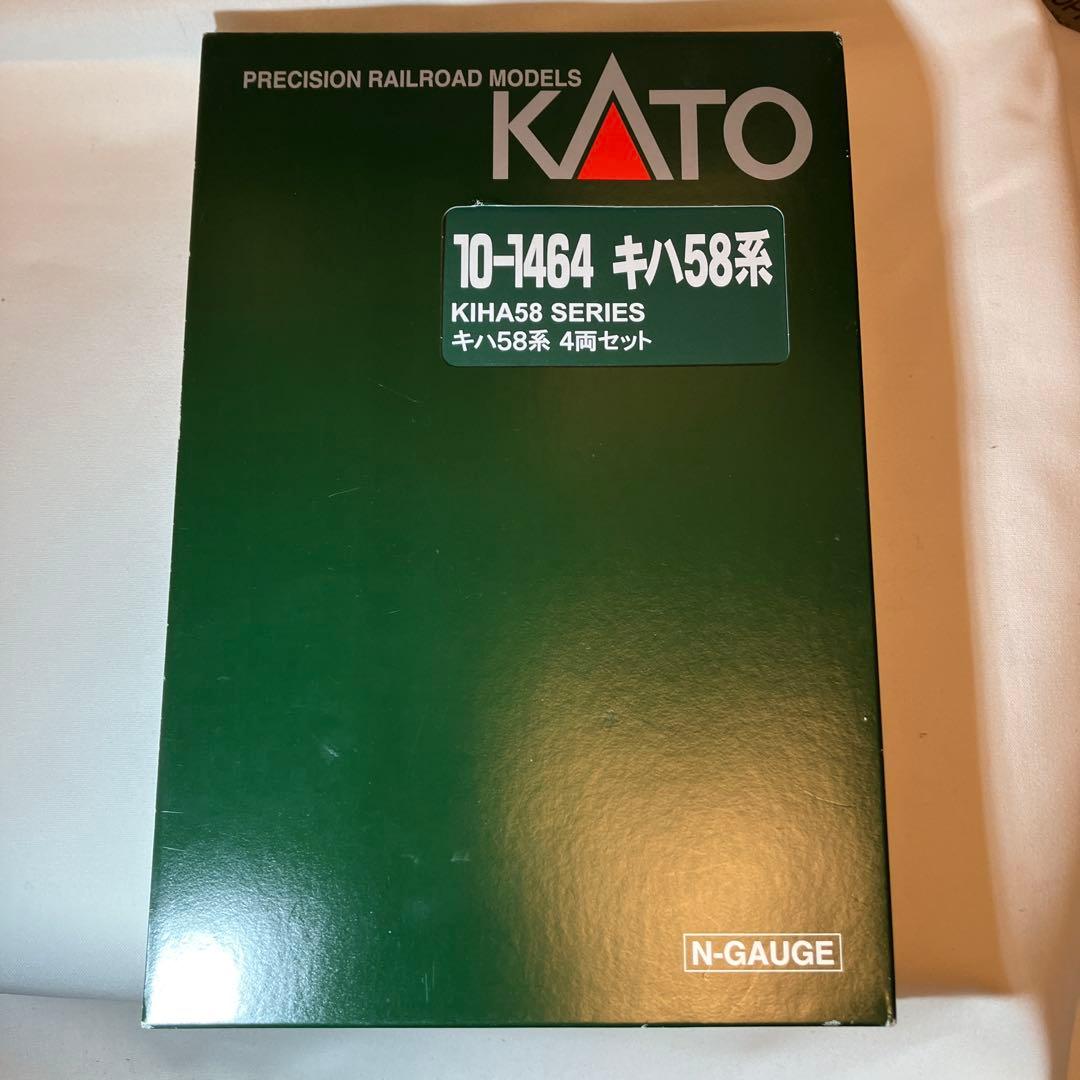 PRECISION RAILROAD MODELS
KATO
10-1464 キハ58系
KIHA58 SERIES
キハ58系 4両セット
N-GAUGE